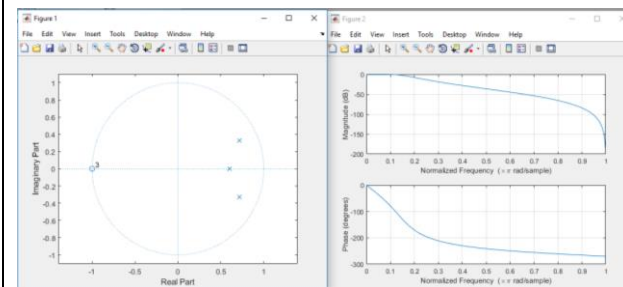 Figure 1
File Edit View Insert Tools Desktop Window Help
1
0.8
0.6
0.4
0.2
0
-0.2
-0.4
-0.6
-0.8
-1
Imaginary Part
3
-1 -0.5 0 0.5 1
Real Part
Figure 2
File Edit View Insert Tools Desktop Window Help
0
-50
-100
-150
-200
Magnitude (dB)
0 0.1 0.2 0.3 0.4 0.5 0.6 0.7 0.8 0.9 1
Normalized Frequency (×π rad/sample)
0
-100
-200
-300
Phase (degrees)
0 0.1 0.2 0.3 0.4 0.5 0.6 0.7 0.8 0.9 1
Normalized Frequency (×π rad/sample)